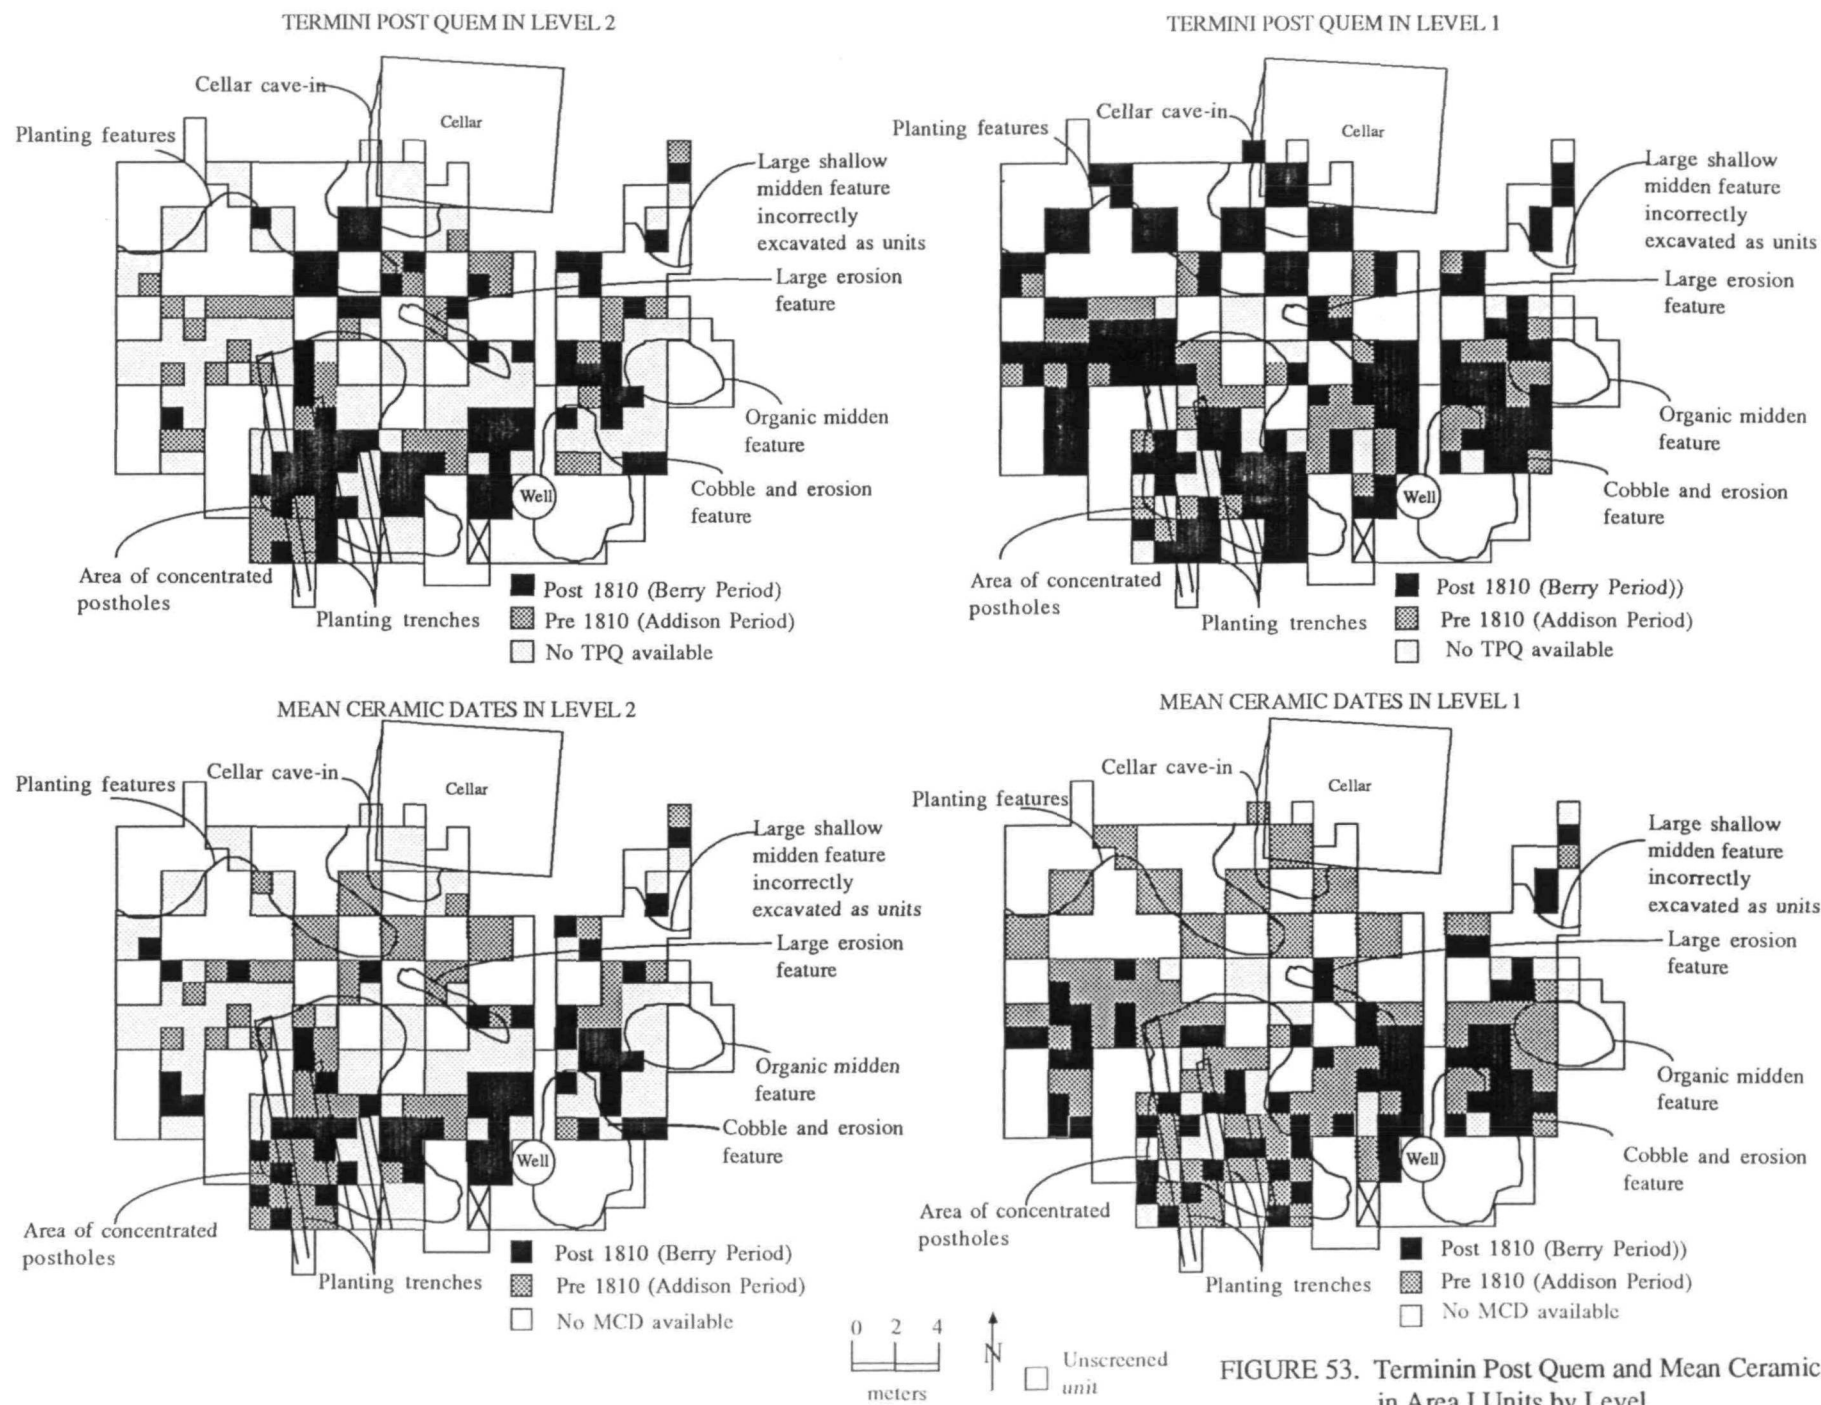 TERMINI POST QUEM IN LEVEL 2
Cellar cave-in
Cellar
Planting features
Large shallow
midden feature
incorrectly
excavated as units
Large erosion
feature
Organic midden
feature
Well
Cobble and erosion
feature
Area of concentrated
postholes
Planting trenches
Post 1810 (Berry Period)
Pre 1810 (Addison Period)
No TPQ available
TERMINI POST QUEM IN LEVEL 1
Cellar cave-in
Cellar
Planting features
Large shallow
midden feature
incorrectly
excavated as units
Large erosion
feature
Organic midden
feature
Well
Cobble and erosion
feature
Area of concentrated
postholes
Planting trenches
Post 1810 (Berry Period))
Pre 1810 (Addison Period)
No TPQ available
MEAN CERAMIC DATES IN LEVEL 2
Cellar cave-in
Cellar
Planting features
Large shallow
midden feature
incorrectly
excavated as units
Large erosion
feature
Organic midden
feature
Cobble and erosion
feature
Well
Area of concentrated
postholes
Planting trenches
Post 1810 (Berry Period)
Pre 1810 (Addison Period)
No MCD available
MEAN CERAMIC DATES IN LEVEL 1
Cellar cave-in
Cellar
Planting features
Large shallow
midden feature
incorrectly
excavated as units
Large erosion
feature
Organic midden
feature
Well
Cobble and erosion
feature
Area of concentrated
postholes
Planting trenches
Post 1810 (Berry Period))
Pre 1810 (Addison Period)
No MCD available
0 2 4
meters
N
Unscreened
unit
FIGURE 53. Terminin Post Quem and Mean Ceramic
in Area I Units by Level